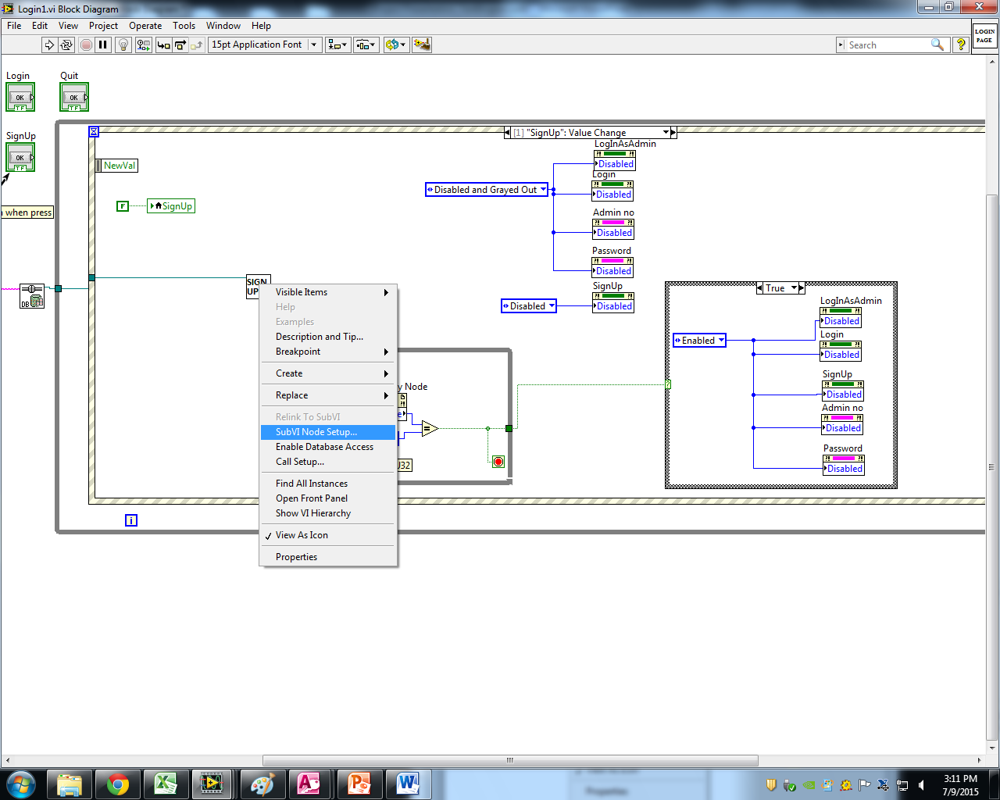 Login1.vi Block Diagram
File Edit View Project Operate Tools Window Help
15pt Application Font
Search
LOGIN
PAGE
Login
OK
TF
Quit
OK
TF
SignUp
OK
TF
when press
DB
[1] "SignUp": Value Change
NewVal
F
SignUp
SIGN
UP
Disabled and Grayed Out
LogInAsAdmin
Disabled
Login
Disabled
Admin no
Disabled
Password
Disabled
SignUp
Disabled
Disabled
Visible Items
Help
Examples
Description and Tip...
Breakpoint
Create
Replace
Relink To SubVI
SubVI Node Setup...
Enable Database Access
Call Setup...
Find All Instances
Open Front Panel
Show VI Hierarchy
View As Icon
Properties
y Node
=
True
Enabled
LogInAsAdmin
Disabled
Login
Disabled
SignUp
Disabled
Admin no
Disabled
Password
Disabled
?
i
3:11 PM
7/9/2015